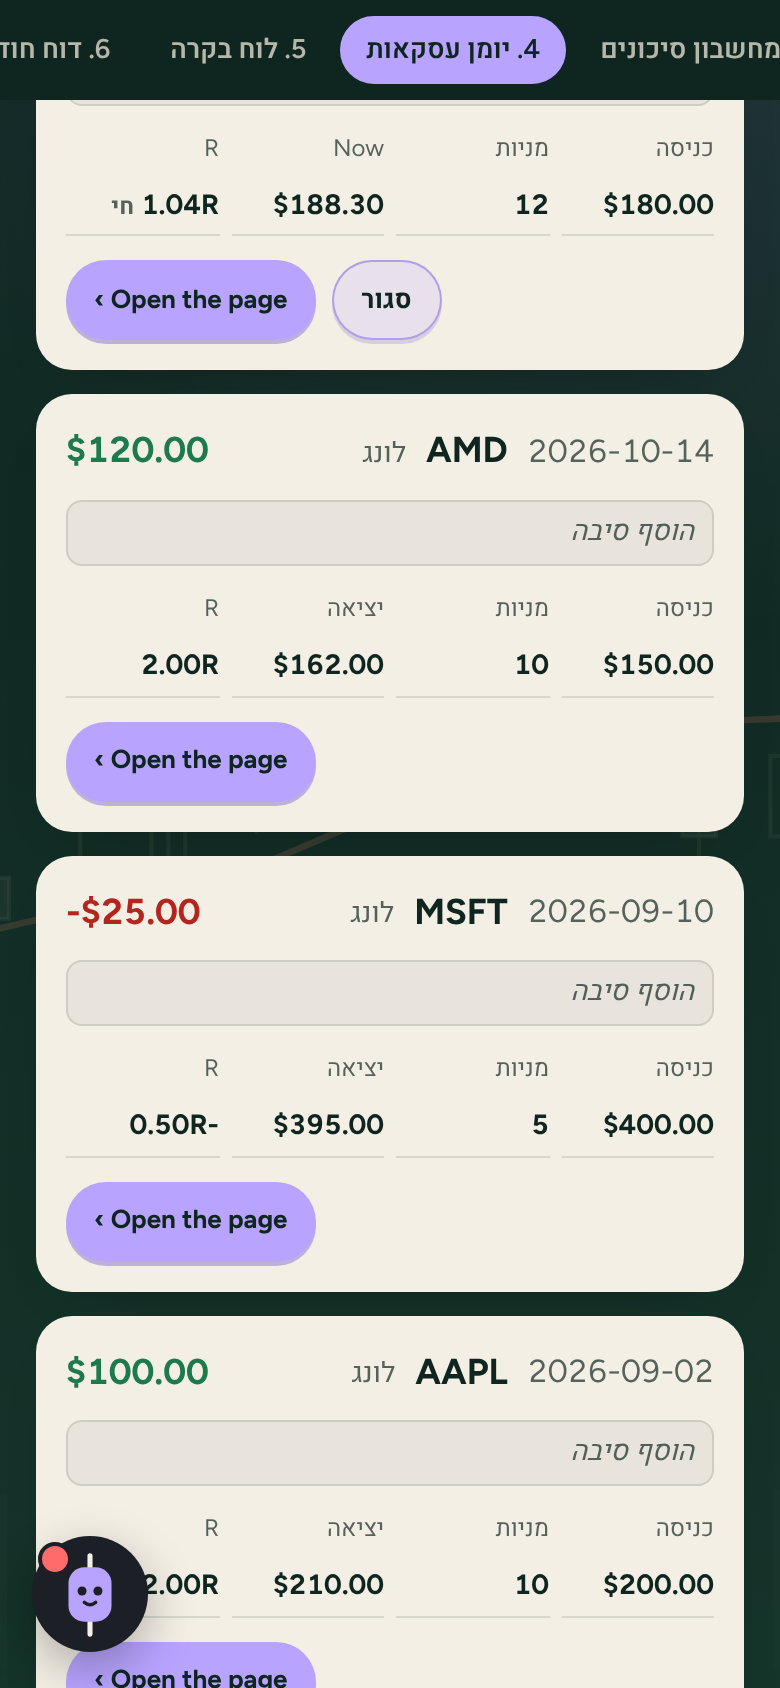 מחשבון סיכונים 4. יומן עסקאות 5. לוח בקרה 6. דוח חוד
כניסה מניות Now R
$180.00 12 $188.30 1.04R חי
סגור Open the page ›
2026-10-14 AMD לונג $120.00
הוסף סיבה
כניסה מניות יציאה R
$150.00 10 $162.00 2.00R
Open the page ›
2026-09-10 MSFT לונג -$25.00
הוסף סיבה
כניסה מניות יציאה R
$400.00 5 $395.00 0.50R-
Open the page ›
2026-09-02 AAPL לונג $100.00
הוסף סיבה
כניסה מניות יציאה R
$200.00 10 $210.00 2.00R
Open the page ›